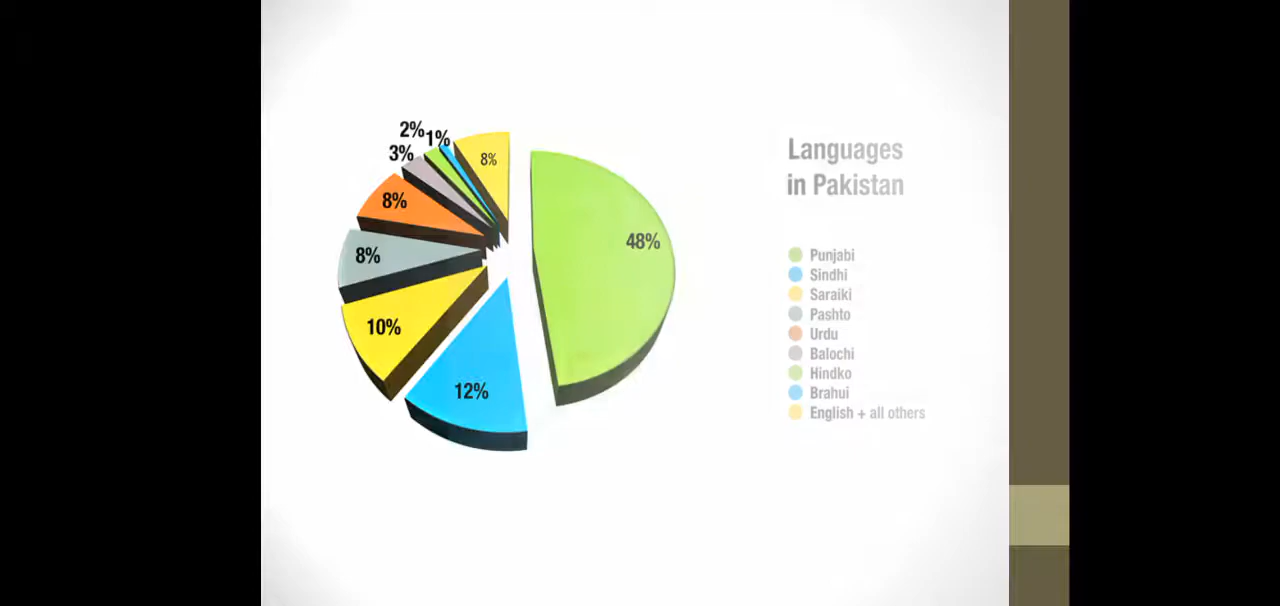 2%
1%
3%
8%
8%
48%
8%
10%
12%
Languages
in Pakistan
Punjabi
Sindhi
Saraiki
Pashto
Urdu
Balochi
Hindko
Brahui
English + all others